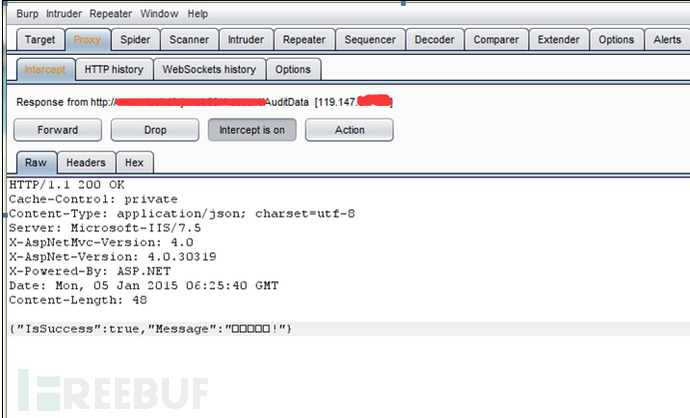 Burp Intruder Repeater Window Help
Target Proxy Spider Scanner Intruder Repeater Sequencer Decoder Comparer Extender Options Alerts
Intercept HTTP history WebSockets history Options
Response from http:// AuditData [119.147.
Forward Drop Intercept is on Action
Raw Headers Hex
HTTP/1.1 200 OK
Cache-Control: private
Content-Type: application/json; charset=utf-8
Server: Microsoft-IIS/7.5
X-AspNetMvc-Version: 4.0
X-AspNet-Version: 4.0.30319
X-Powered-By: ASP.NET
Date: Mon, 05 Jan 2015 06:25:40 GMT
Content-Length: 48
{"IsSuccess":true,"Message":"□□□□□!"}
FREEBUF